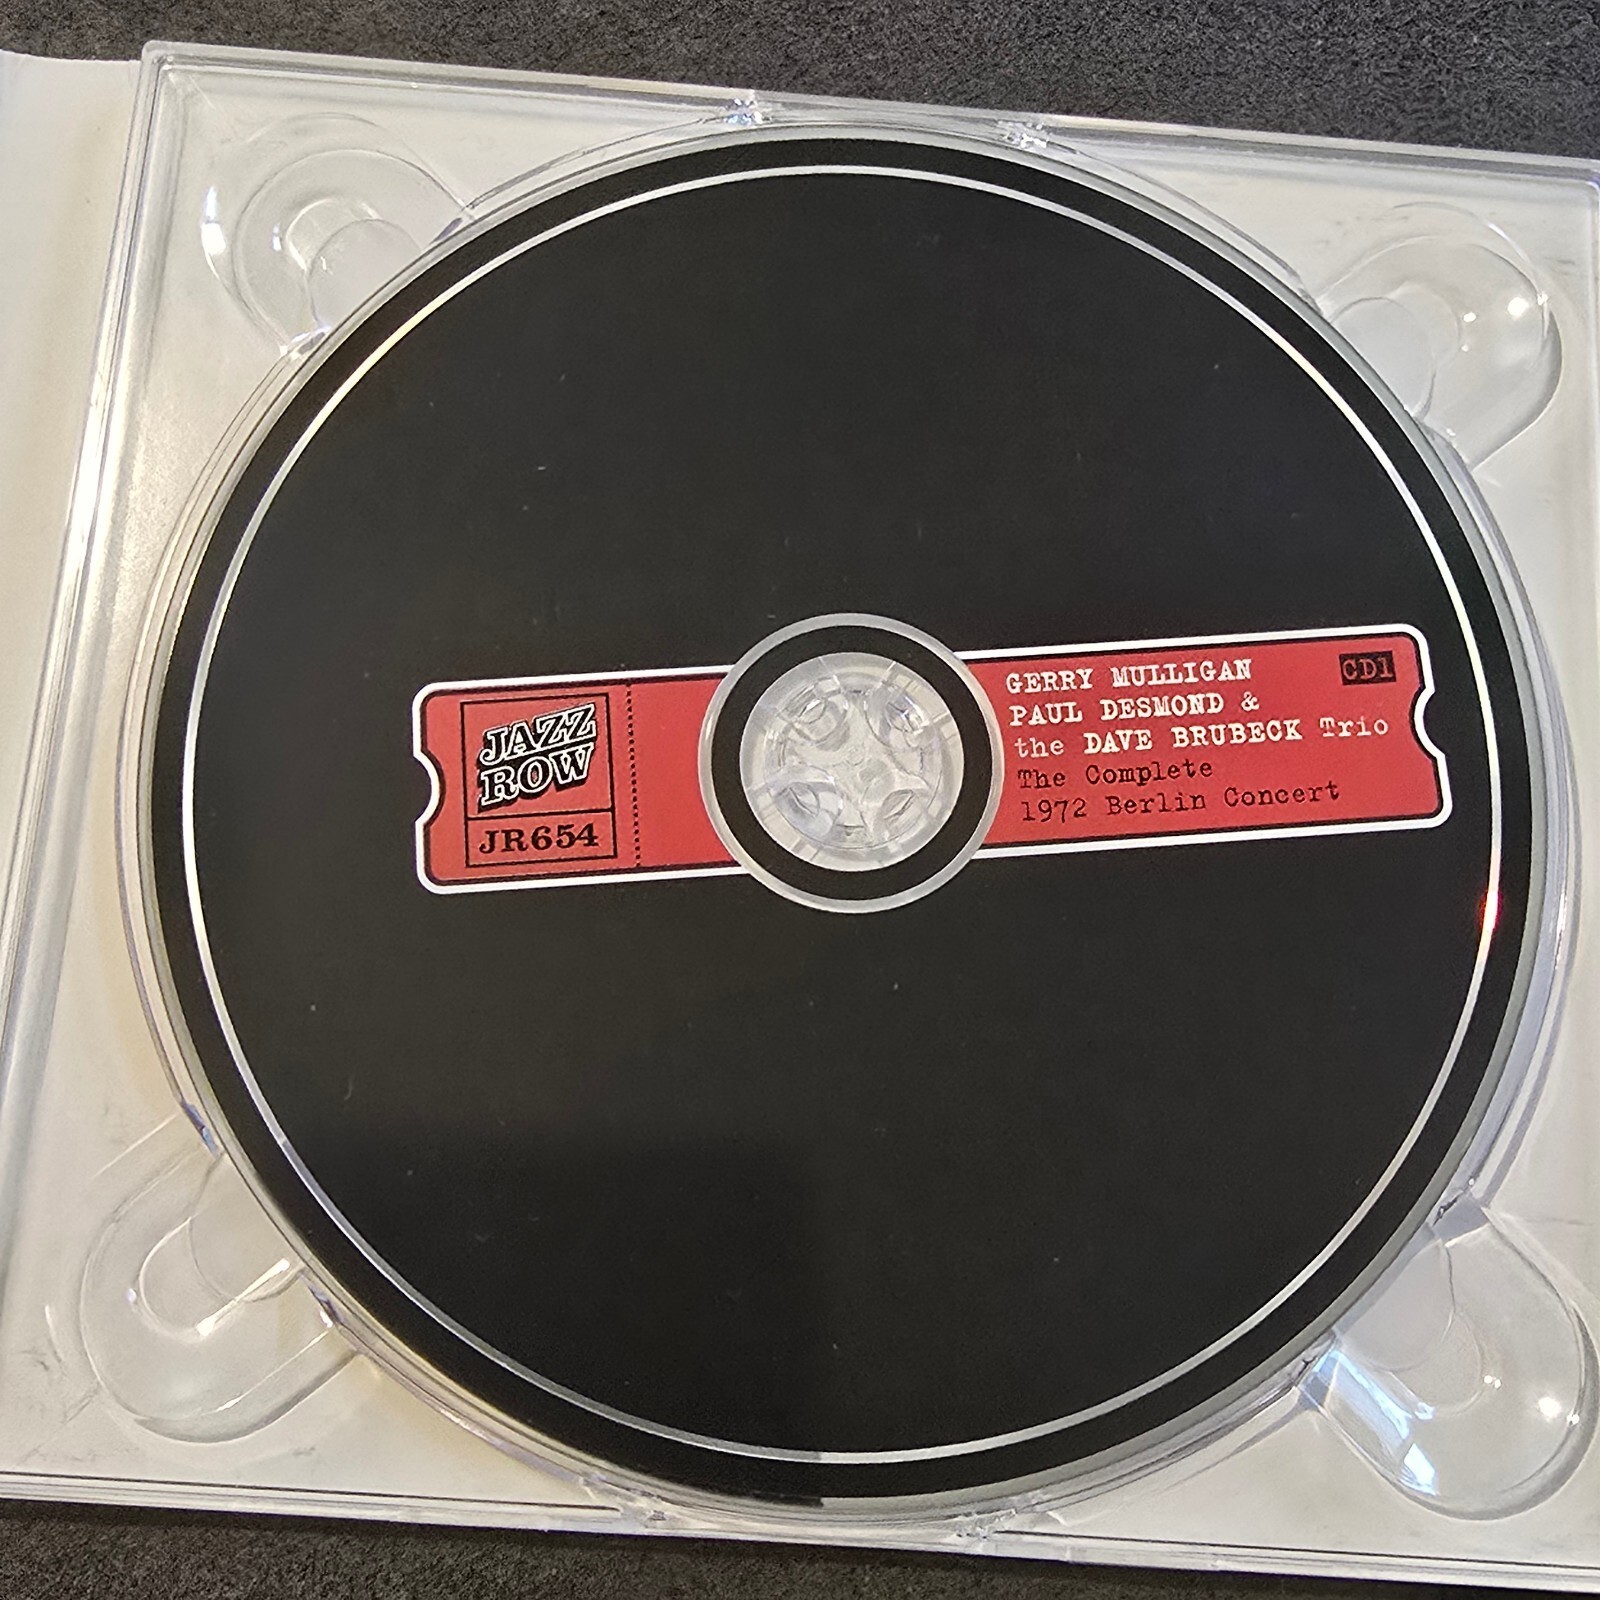 JAZZ
ROW
JR654
GERRY MULLIGAN
PAUL DESMOND &
the DAVE BRUBECK Trio
The Complete
1972 Berlin Concert
CD1